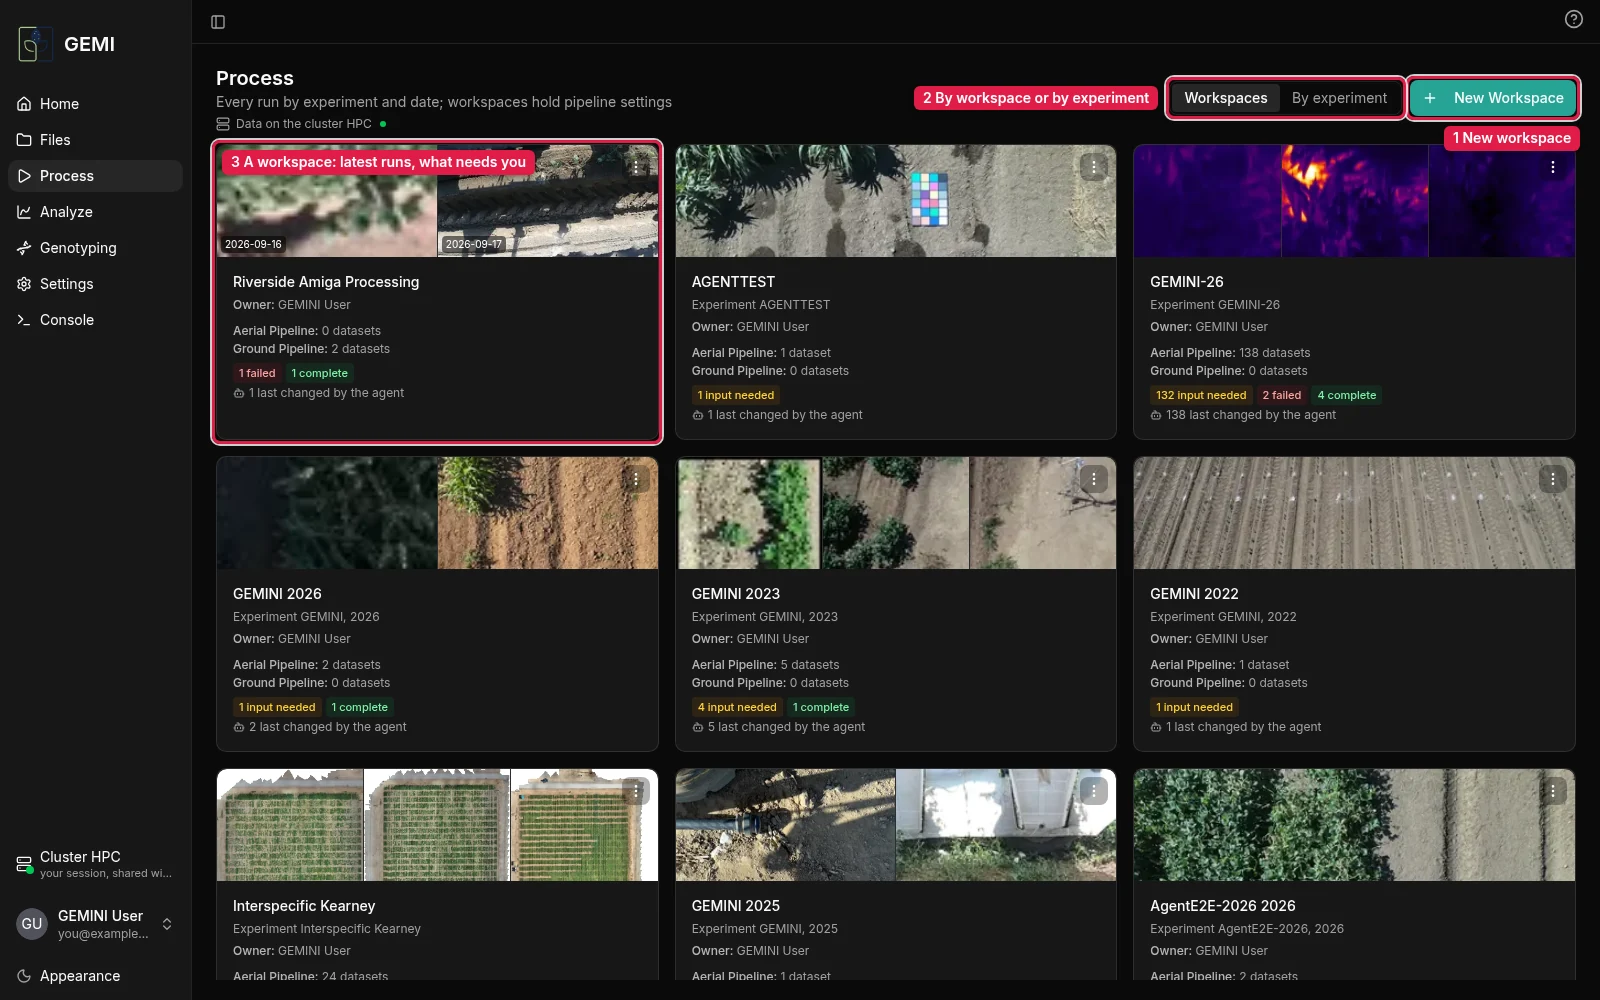 GEMI
Home
Files
Process
Analyze
Genotyping
Settings
Console
Cluster HPC
your session, shared wi...
GU
GEMINI User
you@example...
Appearance
Process
Every run by experiment and date; workspaces hold pipeline settings
Data on the cluster HPC
2 By workspace or by experiment
Workspaces
By experiment
+ New Workspace
1 New workspace
3 A workspace: latest runs, what needs you
2026-09-16
2026-09-17
Riverside Amiga Processing
Owner: GEMINI User
Aerial Pipeline: 0 datasets
Ground Pipeline: 2 datasets
1 failed 1 complete
1 last changed by the agent
AGENTTEST
Experiment AGENTTEST
Owner: GEMINI User
Aerial Pipeline: 1 dataset
Ground Pipeline: 0 datasets
1 input needed
1 last changed by the agent
GEMINI-26
Experiment GEMINI-26
Owner: GEMINI User
Aerial Pipeline: 138 datasets
Ground Pipeline: 0 datasets
132 input needed 2 failed 4 complete
138 last changed by the agent
GEMINI 2026
Experiment GEMINI, 2026
Owner: GEMINI User
Aerial Pipeline: 2 datasets
Ground Pipeline: 0 datasets
1 input needed 1 complete
2 last changed by the agent
GEMINI 2023
Experiment GEMINI, 2023
Owner: GEMINI User
Aerial Pipeline: 5 datasets
Ground Pipeline: 0 datasets
4 input needed 1 complete
5 last changed by the agent
GEMINI 2022
Experiment GEMINI, 2022
Owner: GEMINI User
Aerial Pipeline: 1 dataset
Ground Pipeline: 0 datasets
1 input needed
1 last changed by the agent
Interspecific Kearney
Experiment Interspecific Kearney
Owner: GEMINI User
Aerial Pipeline: 24 datasets
GEMINI 2025
Experiment GEMINI, 2025
Owner: GEMINI User
Aerial Pipeline: 1 dataset
AgentE2E-2026 2026
Experiment AgentE2E-2026, 2026
Owner: GEMINI User
Aerial Pipeline: 2 datasets